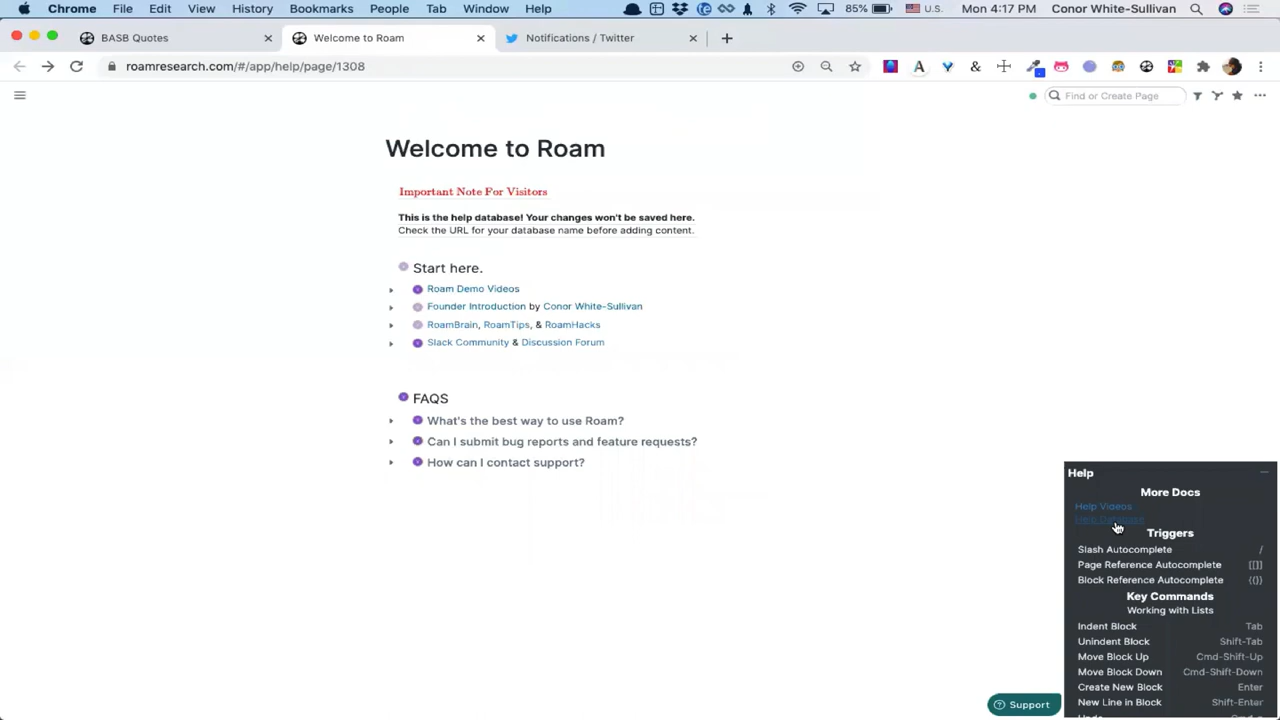 Chrome File Edit View History Bookmarks People Tab Window Help 85% U.S. Mon 4:17 PM Conor White-Sullivan
BASB Quotes Welcome to Roam Notifications / Twitter
roamresearch.com/#/app/help/page/1308
Find or Create Page
Welcome to Roam
Important Note For Visitors
This is the help database! Your changes won't be saved here.
Check the URL for your database name before adding content.
Start here.
Roam Demo Videos
Founder Introduction by Conor White-Sullivan
RoamBrain, RoamTips, & RoamHacks
Slack Community & Discussion Forum
FAQS
What's the best way to use Roam?
Can I submit bug reports and feature requests?
How can I contact support?
Help
More Docs
Help Videos
Help Database
Triggers
Slash Autocomplete /
Page Reference Autocomplete [[]]
Block Reference Autocomplete (())
Key Commands
Working with Lists
Indent Block Tab
Unindent Block Shift-Tab
Move Block Up Cmd-Shift-Up
Move Block Down Cmd-Shift-Down
Create New Block Enter
New Line in Block Shift-Enter
Support